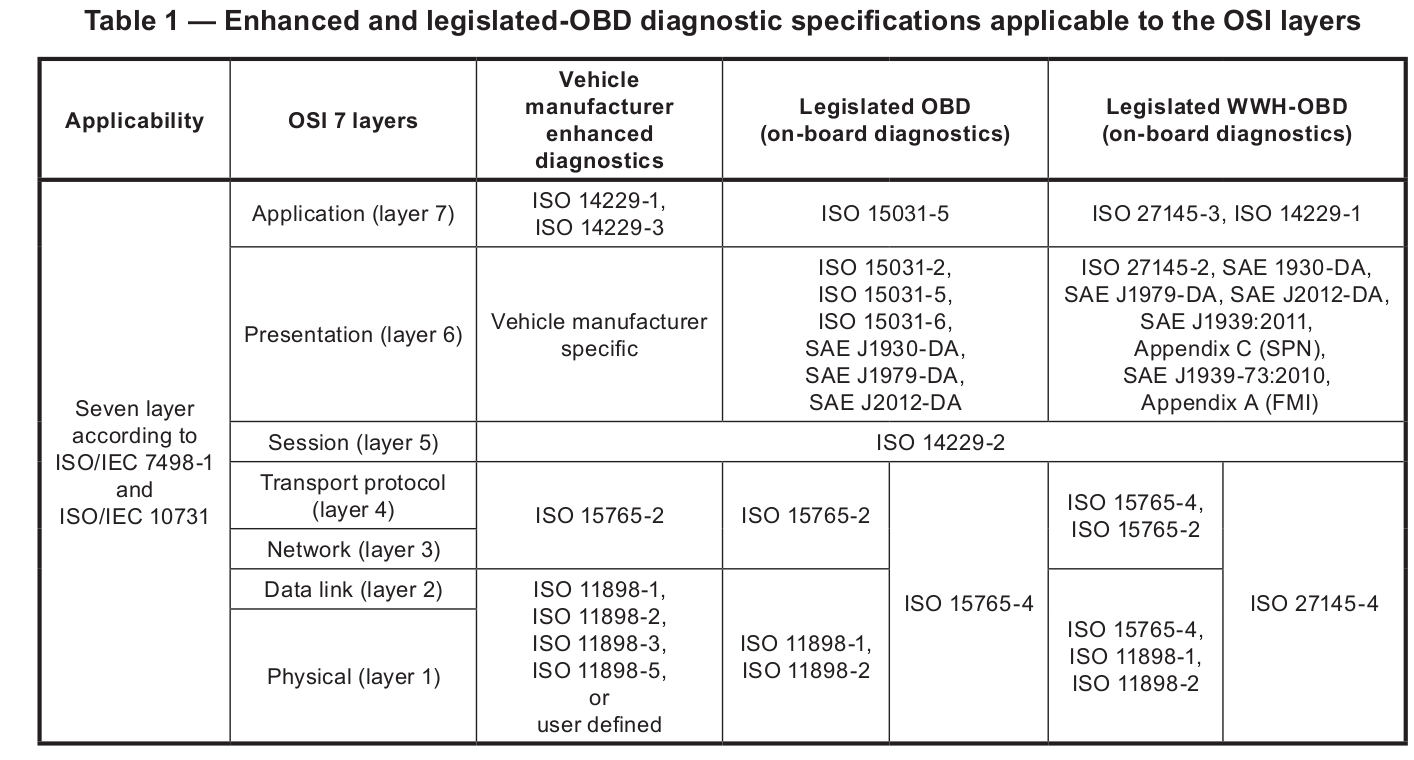 Table 1 — Enhanced and legislated-OBD diagnostic specifications applicable to the OSI layers
Applicability
OSI 7 layers
Vehicle
manufacturer
enhanced
diagnostics
Legislated OBD
(on-board diagnostics)
Legislated WWH-OBD
(on-board diagnostics)
Seven layer
according to
ISO/IEC 7498-1
and
ISO/IEC 10731
Application (layer 7)
ISO 14229-1,
ISO 14229-3
ISO 15031-5
ISO 27145-3, ISO 14229-1
Presentation (layer 6)
Vehicle manufacturer
specific
ISO 15031-2,
ISO 15031-5,
ISO 15031-6,
SAE J1930-DA,
SAE J1979-DA,
SAE J2012-DA
ISO 27145-2, SAE 1930-DA,
SAE J1979-DA, SAE J2012-DA,
SAE J1939:2011,
Appendix C (SPN),
SAE J1939-73:2010,
Appendix A (FMI)
Session (layer 5)
ISO 14229-2
Transport protocol
(layer 4)
ISO 15765-2
ISO 15765-2
ISO 15765-4
ISO 15765-4,
ISO 15765-2
ISO 27145-4
Network (layer 3)
Data link (layer 2)
ISO 11898-1,
ISO 11898-2,
ISO 11898-3,
ISO 11898-5,
or
user defined
ISO 11898-1,
ISO 11898-2
ISO 15765-4,
ISO 11898-1,
ISO 11898-2
Physical (layer 1)